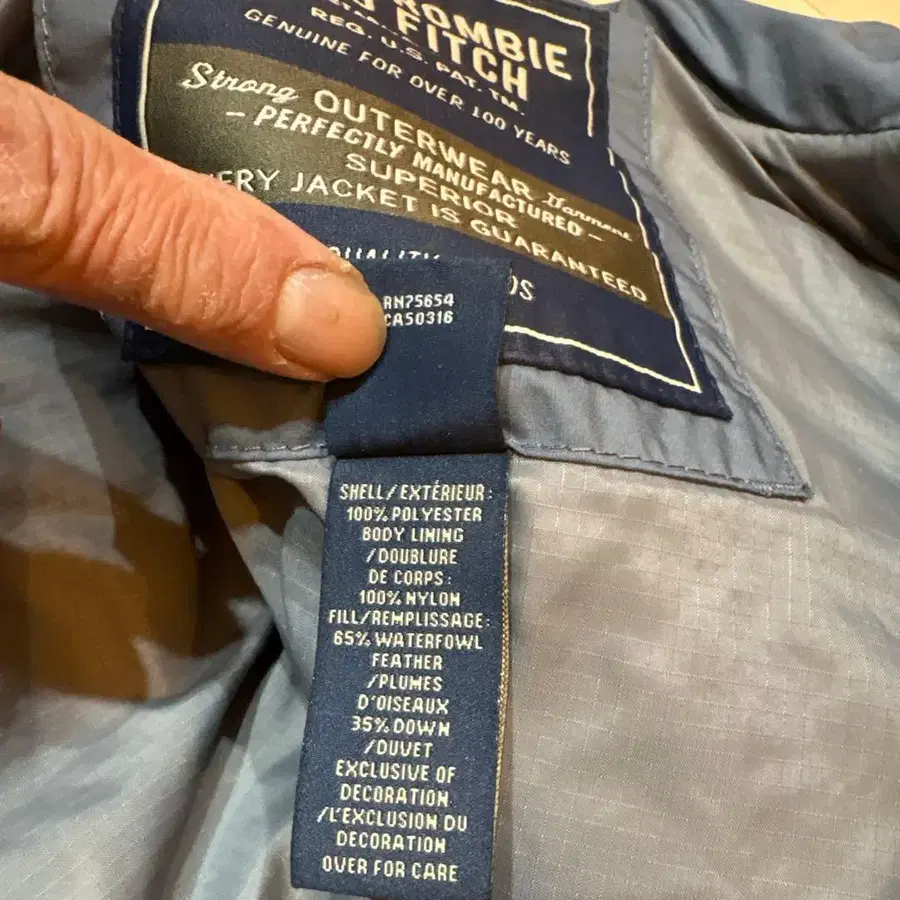 ROMBIE
FITCH
REG. U.S. PAT. TM.
GENUINE FOR OVER 100 YEARS
Strong OUTERWEAR Garment
- PERFECTLY MANUFACTURED -
SUPERIOR
ERY JACKET IS GUARANTEED
QUALITY
DS
RN75654
CA50316
SHELL/EXTÉRIEUR:
100% POLYESTER
BODY LINING
/DOUBLURE
DE CORPS:
100% NYLON
FILL/REMPLISSAGE:
65% WATERFOWL
FEATHER
/PLUMES
D'OISEAUX
35% DOWN
/DUVET
EXCLUSIVE OF
DECORATION
/L'EXCLUSION DU
DECORATION
OVER FOR CARE